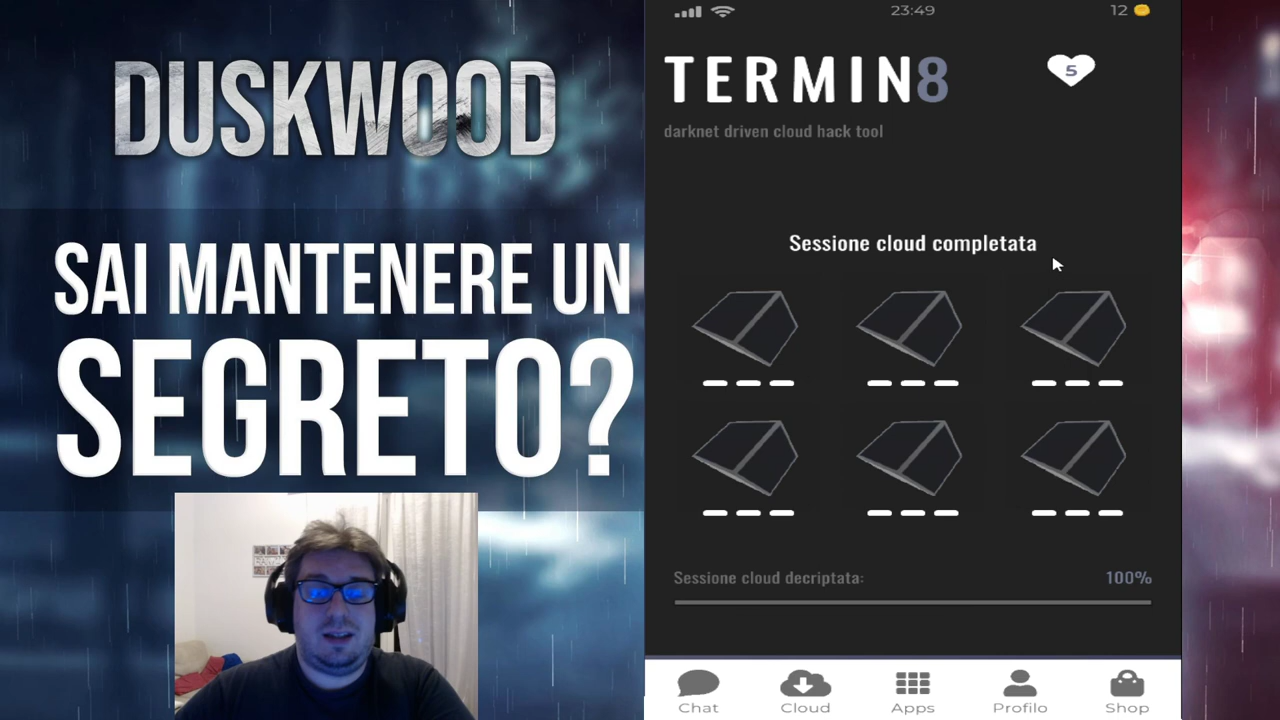 DUSKWOOD
SAI MANTENERE UN
SEGRETO?
23:49
12
TERMIN8
5
darknet driven cloud hack tool
Sessione cloud completata
Sessione cloud decriptata:
100%
Chat
Cloud
Apps
Profilo
Shop